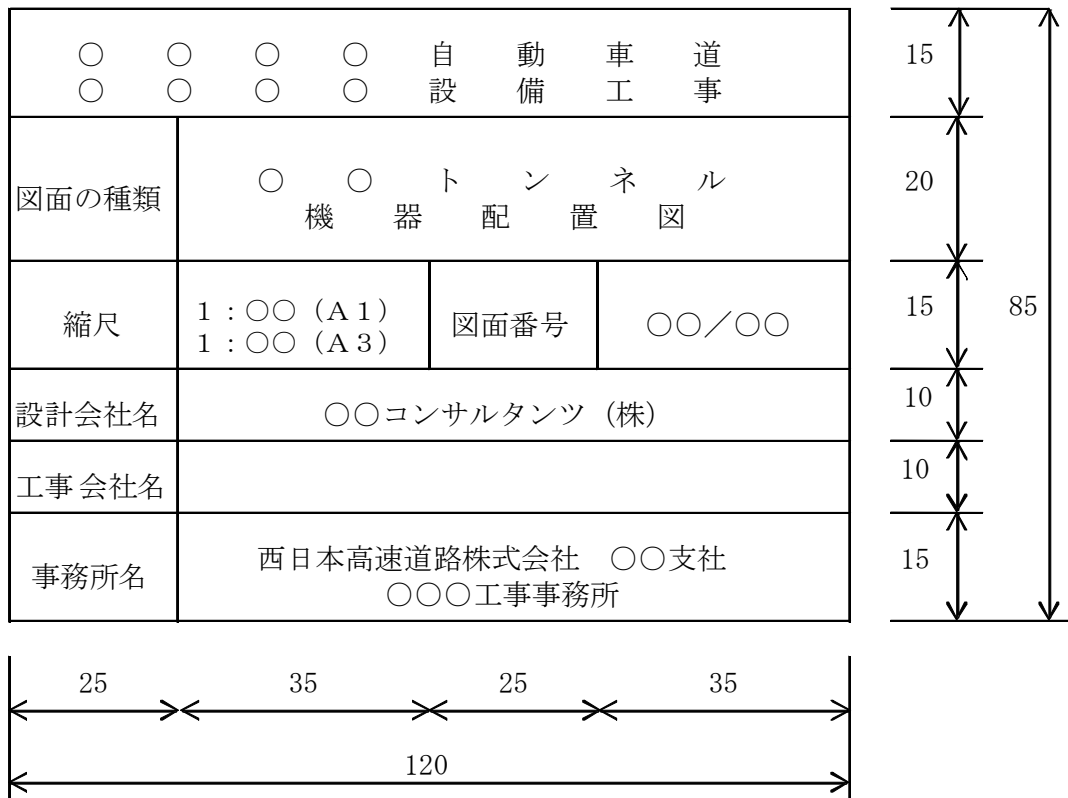 ○ ○ ○ ○ 自 動 車 道
○ ○ ○ ○ 設 備 工 事
図面の種類
○ ○ ト ン ネ ル
機 器 配 置 図
縮尺
1：○○（A1）
1：○○（A3）
図面番号
○○／○○
設計会社名
○○コンサルタンツ（株）
工事会社名
事務所名
西日本高速道路株式会社　○○支社
○○○工事事務所
15
20
15
85
10
10
15
25 35 25 35
120